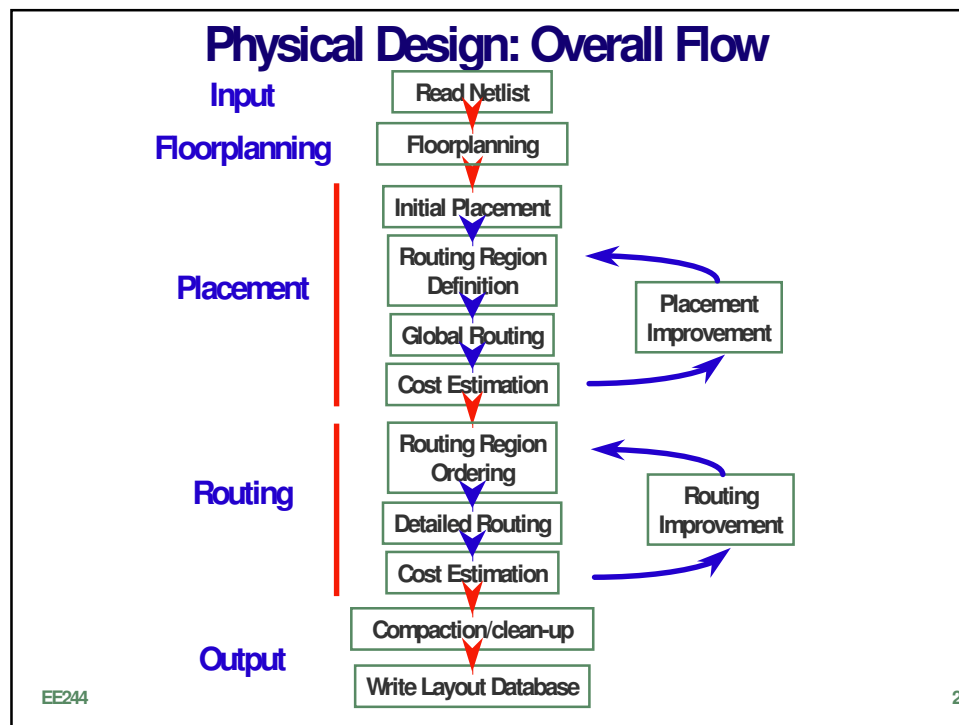 Physical Design: Overall Flow
Input
Read Netlist
Floorplanning
Floorplanning
Placement
Initial Placement
Routing Region
Definition
Global Routing
Cost Estimation
Placement
Improvement
Routing
Routing Region
Ordering
Detailed Routing
Cost Estimation
Routing
Improvement
Output
Compaction/clean-up
Write Layout Database
EE244
2